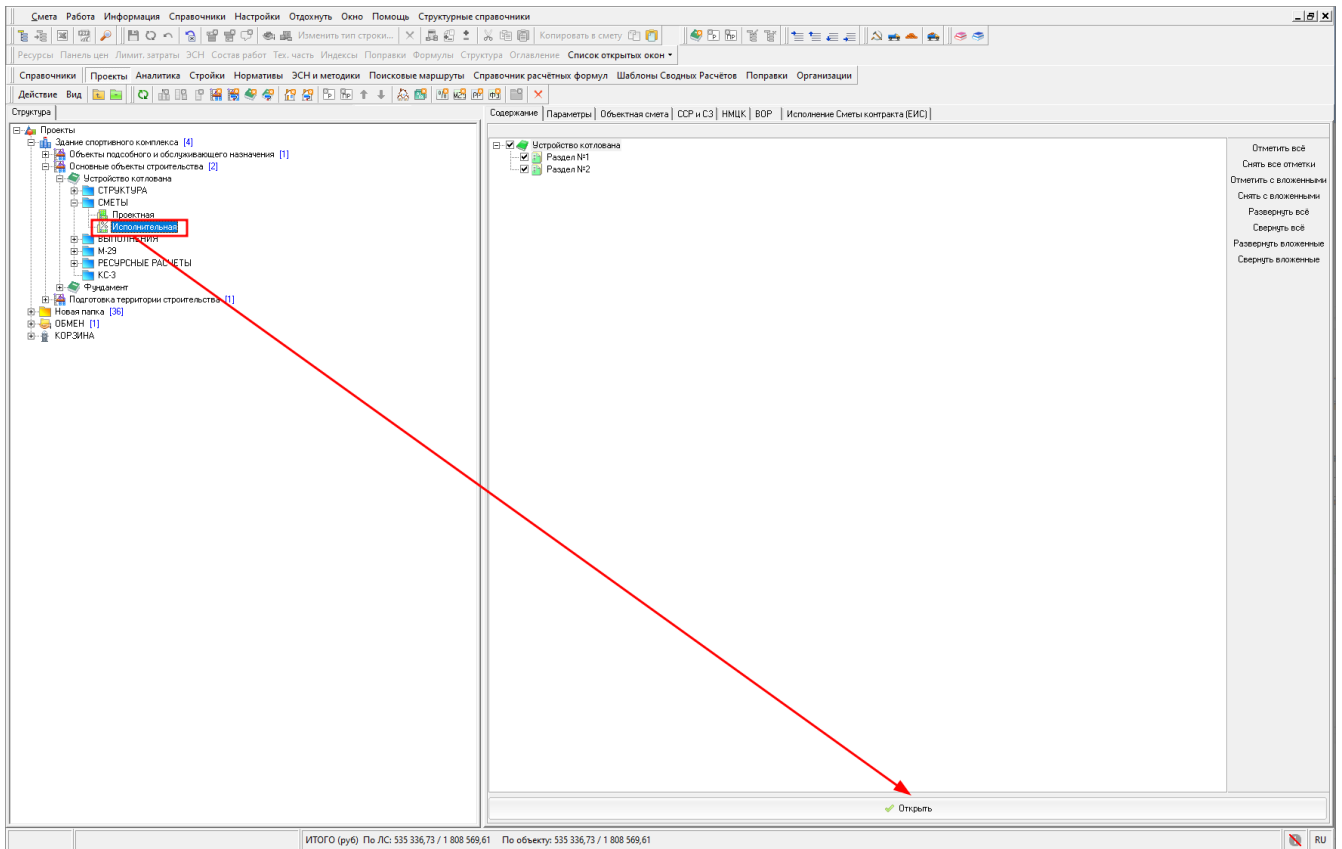 Смета Работа Информация Справочники Настройки Отдохнуть Окно Помощь Структурные справочники
Изменить тип строки... Копировать в смету
Ресурсы Панель цен Лимит. затраты ЭСН Состав работ Тех. часть Индексы Поправки Формулы Структура Оглавление Список открытых окон
Справочники Проекты Аналитика Стройки Нормативы ЭСН и методики Поисковые маршруты Справочник расчётных формул Шаблоны Сводных Расчётов Поправки Организации
Действие Вид
Структура
Проекты
Здание спортивного комплекса [4]
Объекты подсобного и обслуживающего назначения [1]
Основные объекты строительства [2]
Устройство котлована
СТРУКТУРА
СМЕТЫ
Проектная
Исполнительная
ВЫПОЛНЕНИЯ
М-29
РЕСУРСНЫЕ РАСЧЕТЫ
КС-3
Фундамент
Подготовка территории строительства [1]
Новая папка [36]
ОБМЕН [1]
КОРЗИНА
Содержание Параметры Объектная смета ССР и СЗ НМЦК ВОР Исполнение Сметы контракта (ЕИС)
Устройство котлована
Раздел №1
Раздел №2
Отметить всё
Снять все отметки
Отметить с вложенными
Снять с вложенными
Развернуть всё
Свернуть всё
Развернуть вложенные
Свернуть вложенные
Открыть
ИТОГО (руб) По ЛС: 535 336,73 / 1 808 569,61 По объекту: 535 336,73 / 1 808 569,61
RU